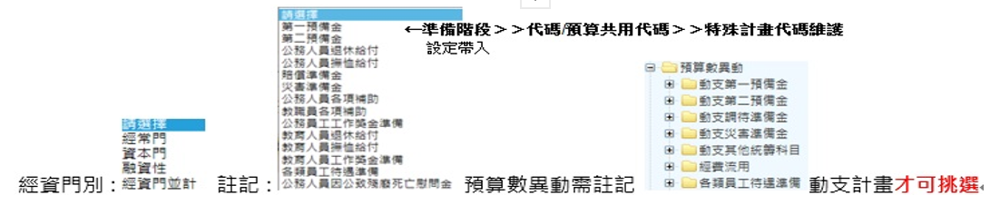 請選擇
第一預備金
第二預備金
公務人員退休給付
公務人員撫恤給付
賠償準備金
災害準備金
公務人員各項補助
教職員各項補助
公務員工工作獎金準備
教育人員退休給付
教育人員撫恤給付
教育人員工作獎金準備
各類員工待遇準備
公務人員因公致殘廢死亡慰問金
←準備階段>>代碼/預算共用代碼>>特殊計畫代碼維護
設定帶入
預算數異動
動支第一預備金
動支第二預備金
動支調待準備金
動支災害準備金
動支其他統籌科目
經費流用
各類員工待遇準備
請選擇
經常門
資本門
融資性
經資門並計
經資門別：
註記：
預算數異動需註記
動支計畫才可挑選